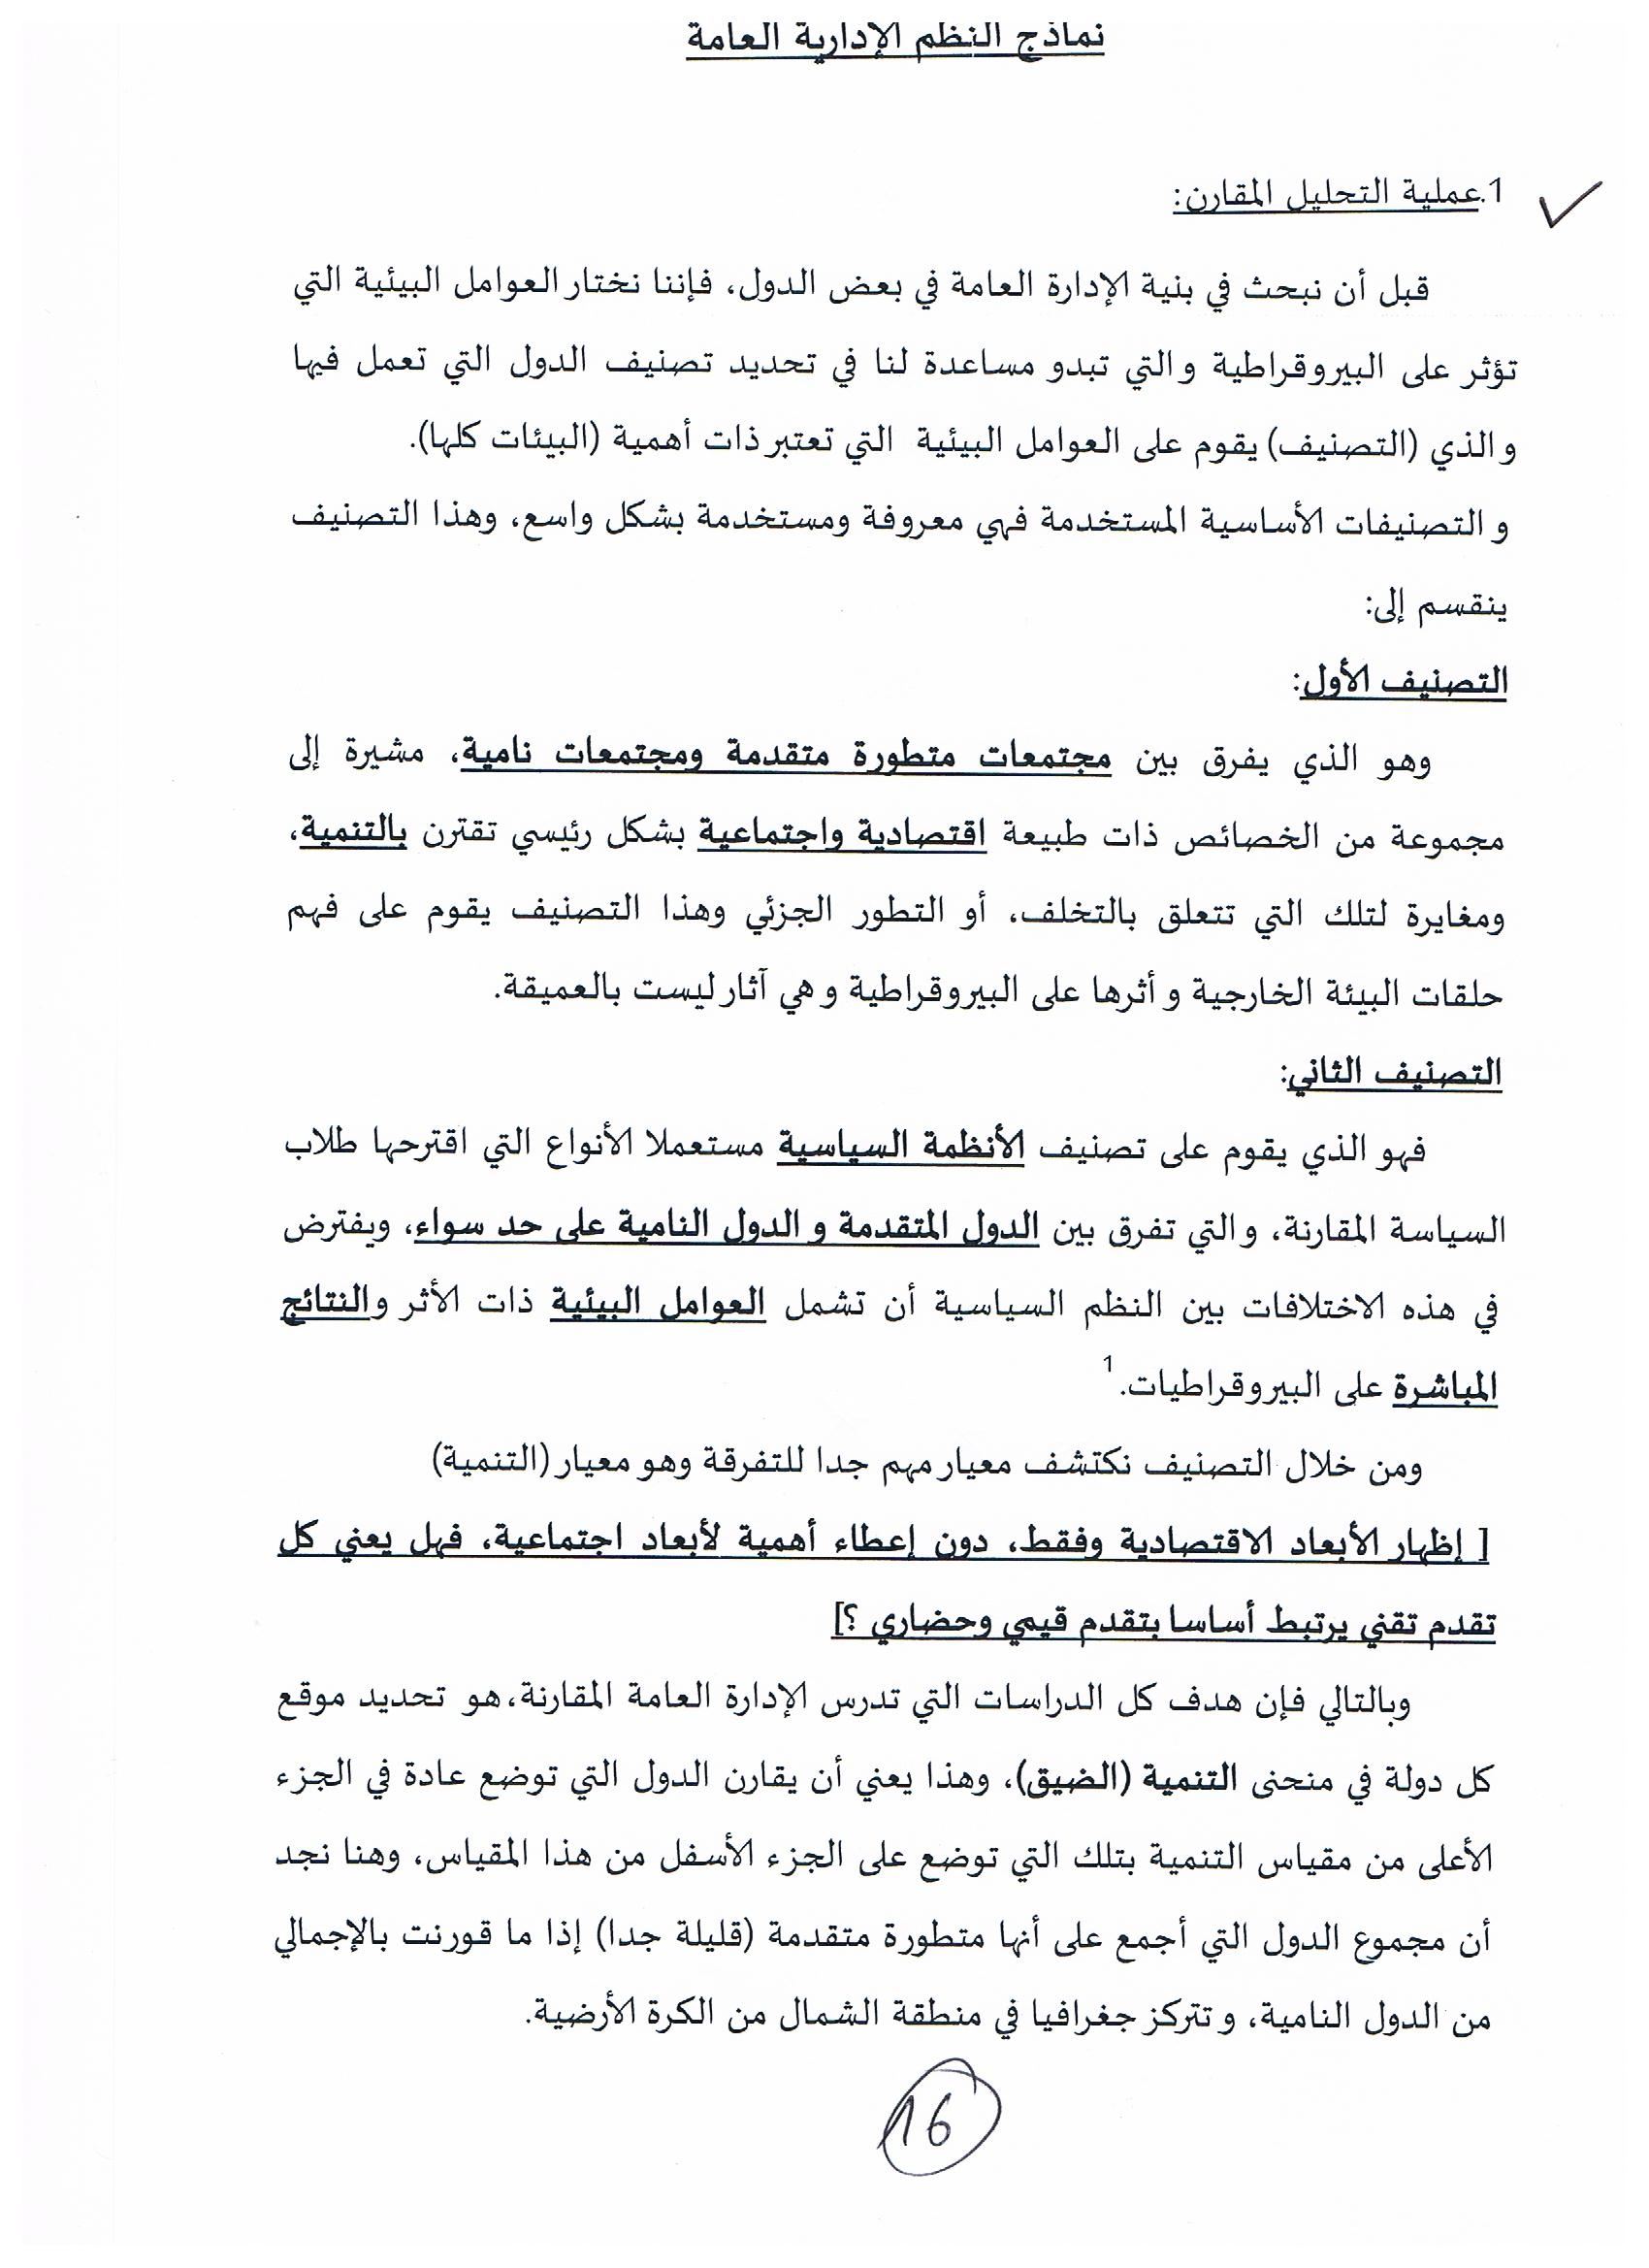 نماذج النظم الإدارية العامة
1.عملية التحليل المقارن:
قبل أن نبحث في بنية الإدارة العامة في بعض الدول، فإننا نختار العوامل البيئية التي
تؤثر على البيروقراطية والتي تبدو مساعدة لنا في تحديد تصنيف الدول التي تعمل فيها
والذي (التصنيف) يقوم على العوامل البيئية التي تعتبر ذات أهمية (البيئات كلها).
و التصنيفات الأساسية المستخدمة فهي معروفة ومستخدمة بشكل واسع، وهذا التصنيف
ينقسم إلى:
التصنيف الأول:
وهو الذي يفرق بين مجتمعات متطورة متقدمة ومجتمعات نامية، مشيرة إلى
مجموعة من الخصائص ذات طبيعة اقتصادية واجتماعية بشكل رئيسي تقترن بالتنمية،
ومغايرة لتلك التي تتعلق بالتخلف، أو التطور الجزئي وهذا التصنيف يقوم على فهم
حلقات البيئة الخارجية و أثرها على البيروقراطية و هي آثار ليست بالعميقة.
التصنيف الثاني:
فهو الذي يقوم على تصنيف الأنظمة السياسية مستعملا الأنواع التي اقترحها طلاب
السياسة المقارنة، والتي تفرق بين الدول المتقدمة و الدول النامية على حد سواء، ويفترض
في هذه الاختلافات بين النظم السياسية أن تشمل العوامل البيئية ذات الأثر والنتائج
المباشرة على البيروقراطيات.1
ومن خلال التصنيف نكتشف معيار مهم جدا للتفرقة وهو معيار (التنمية)
[ إظهار الأبعاد الاقتصادية وفقط، دون إعطاء أهمية لأبعاد اجتماعية، فهل يعني كل
تقدم تقني يرتبط أساسا بتقدم قيمي وحضاري ؟]
وبالتالي فإن هدف كل الدراسات التي تدرس الإدارة العامة المقارنة، هو تحديد موقع
كل دولة في منحنى التنمية (الضيق)، وهذا يعني أن يقارن الدول التي توضع عادة في الجزء
الأعلى من مقياس التنمية بتلك التي توضع على الجزء الأسفل من هذا المقياس، وهنا نجد
أن مجموع الدول التي أجمع على أنها متطورة متقدمة (قليلة جدا) إذا ما قورنت بالإجمالي
من الدول النامية، و تتركز جغرافيا في منطقة الشمال من الكرة الأرضية.
16